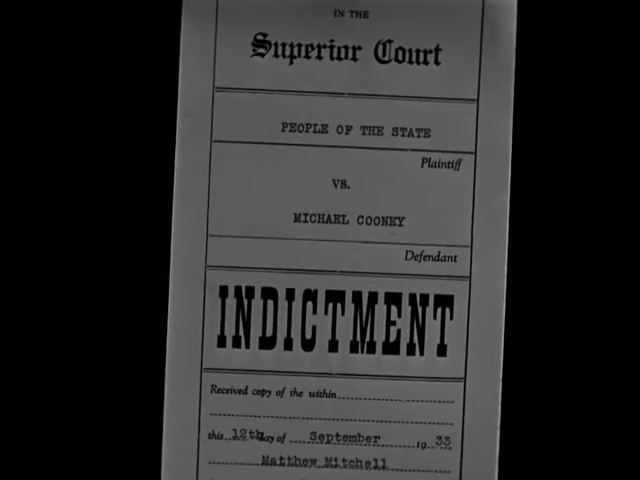 IN THE
Superior Court
PEOPLE OF THE STATE
Plaintiff
VS.
MICHAEL COONEY
Defendant
INDICTMENT
Received copy of the within
this 12th day of September 19 33
Matthew Mitchell